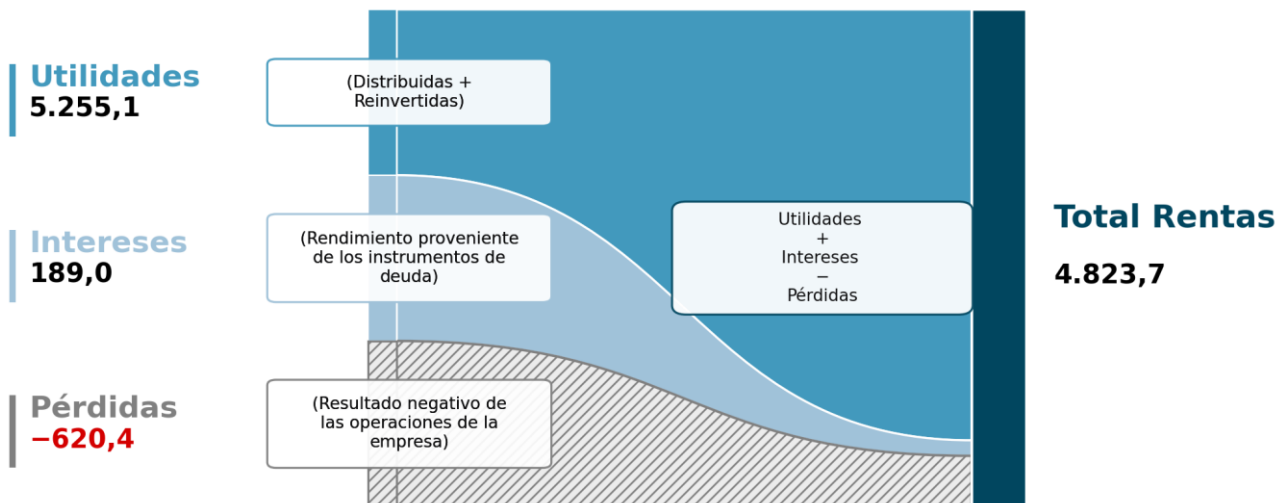 Utilidades
5.255,1
(Distribuidas +
Reinvertidas)
Intereses
189,0
(Rendimiento proveniente
de los instrumentos de
deuda)
Pérdidas
−620,4
(Resultado negativo de
las operaciones de la
empresa)
Utilidades
+
Intereses
−
Pérdidas
Total Rentas
4.823,7